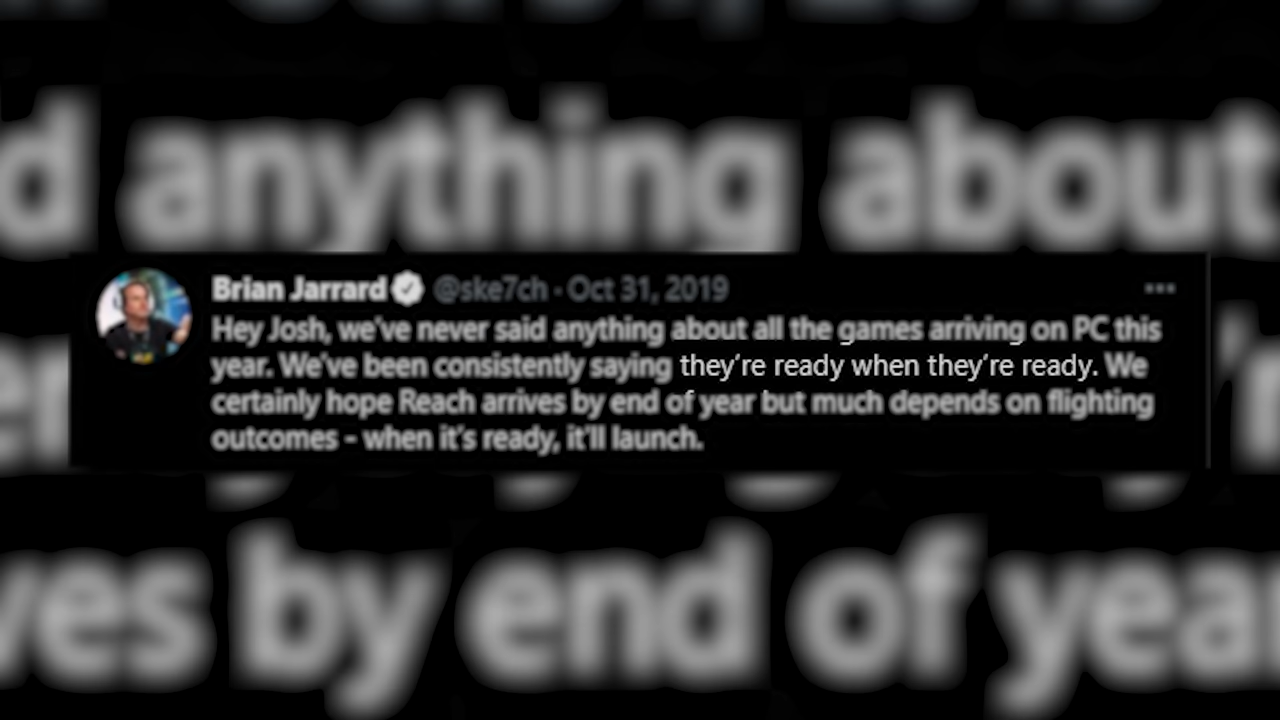 d anything about
Brian Jarrard @ske7ch · Oct 31, 2019
Hey Josh, we've never said anything about all the games arriving on PC this
year. We've been consistently saying they're ready when they're ready. We
certainly hope Reach arrives by end of year but much depends on flighting
outcomes - when it's ready, it'll launch.
ves by end of year